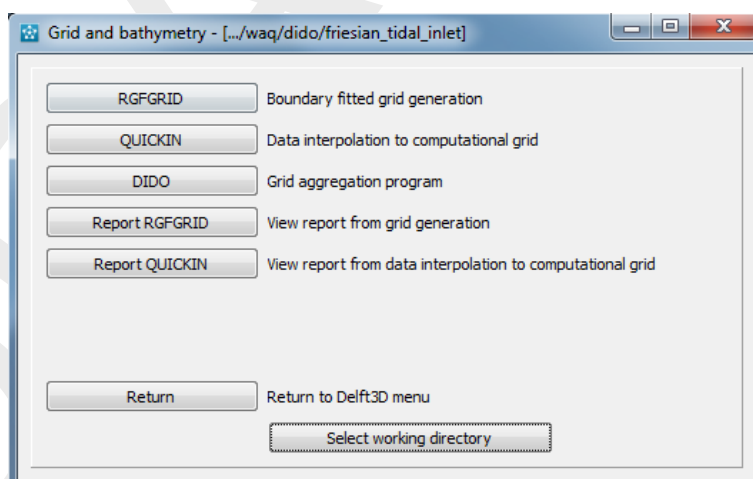 Grid and bathymetry - [.../waq/dido/friesian_tidal_inlet]
RGFGRID Boundary fitted grid generation
QUICKIN Data interpolation to computational grid
DIDO Grid aggregation program
Report RGFGRID View report from grid generation
Report QUICKIN View report from data interpolation to computational grid
Return Return to Delft3D menu
Select working directory